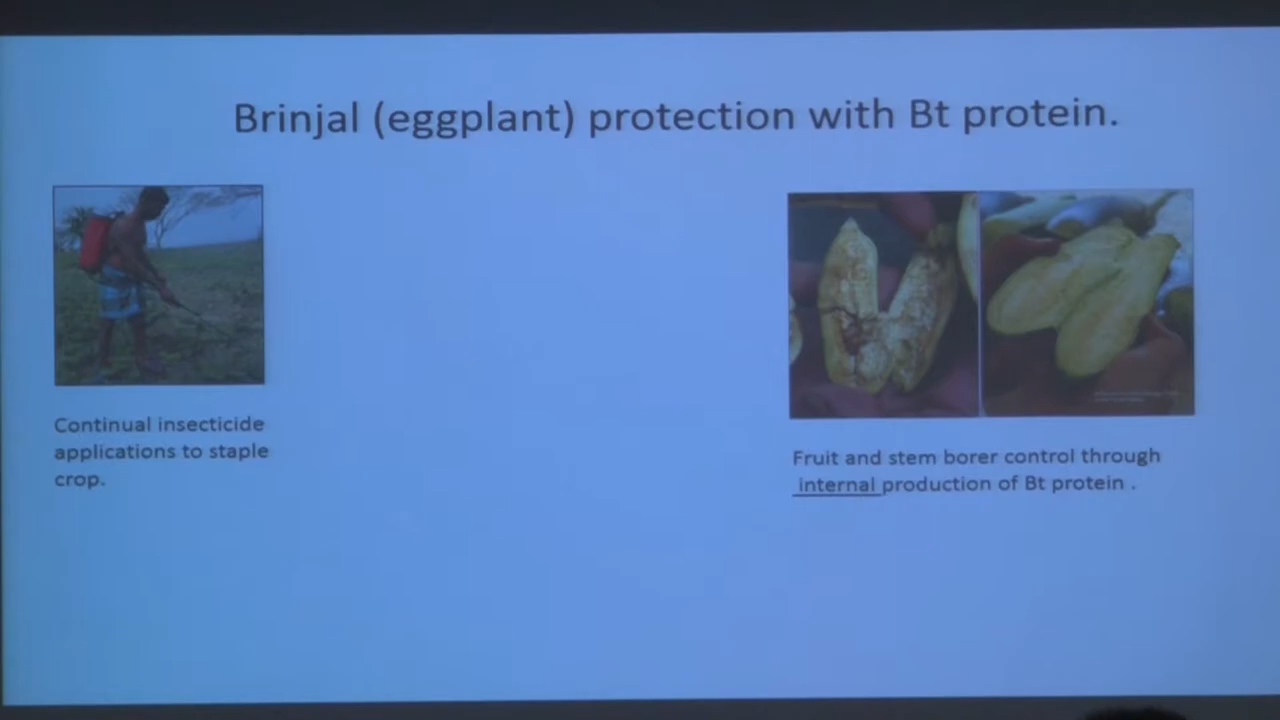 Brinjal (eggplant) protection with Bt protein.
Continual insecticide
applications to staple
crop.
Fruit and stem borer control through
internal production of Bt protein .